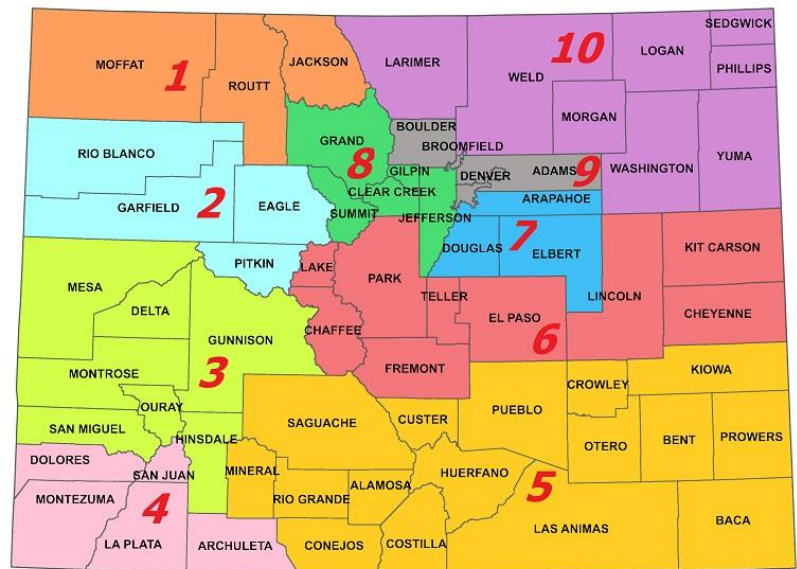 SEDGWICK
LOGAN
MOFFAT
1
JACKSON
LARIMER
10
WELD
PHILLIPS
ROUTT
MORGAN
BOULDER
GRAND
BROOMFIELD
RIO BLANCO
8
GILPIN
DENVER
ADAMS
9
WASHINGTON
YUMA
CLEAR CREEK
ARAPAHOE
GARFIELD
2
EAGLE
SUMMIT
JEFFERSON
7
DOUGLAS
ELBERT
KIT CARSON
PITKIN
LAKE
PARK
MESA
TELLER
LINCOLN
DELTA
EL PASO
CHEYENNE
CHAFFEE
GUNNISON
6
3
FREMONT
MONTROSE
KIOWA
CROWLEY
OURAY
PUEBLO
SAGUACHE
CUSTER
SAN MIGUEL
HINSDALE
OTERO
BENT
PROWERS
DOLORES
SAN JUAN
MINERAL
HUERFANO
ALAMOSA
5
MONTEZUMA
RIO GRANDE
4
LAS ANIMAS
BACA
LA PLATA
ARCHULETA
CONEJOS
COSTILLA